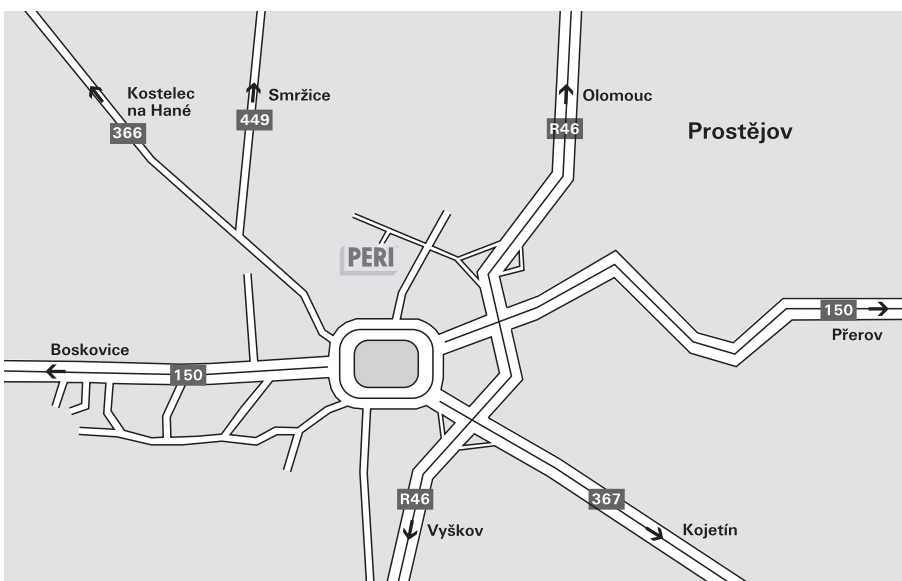 Kostelec
na Hané
366
Smržice
449
Olomouc
R46
Prostějov
PERI
150
Přerov
Boskovice
150
R46
Vyškov
367
Kojetín